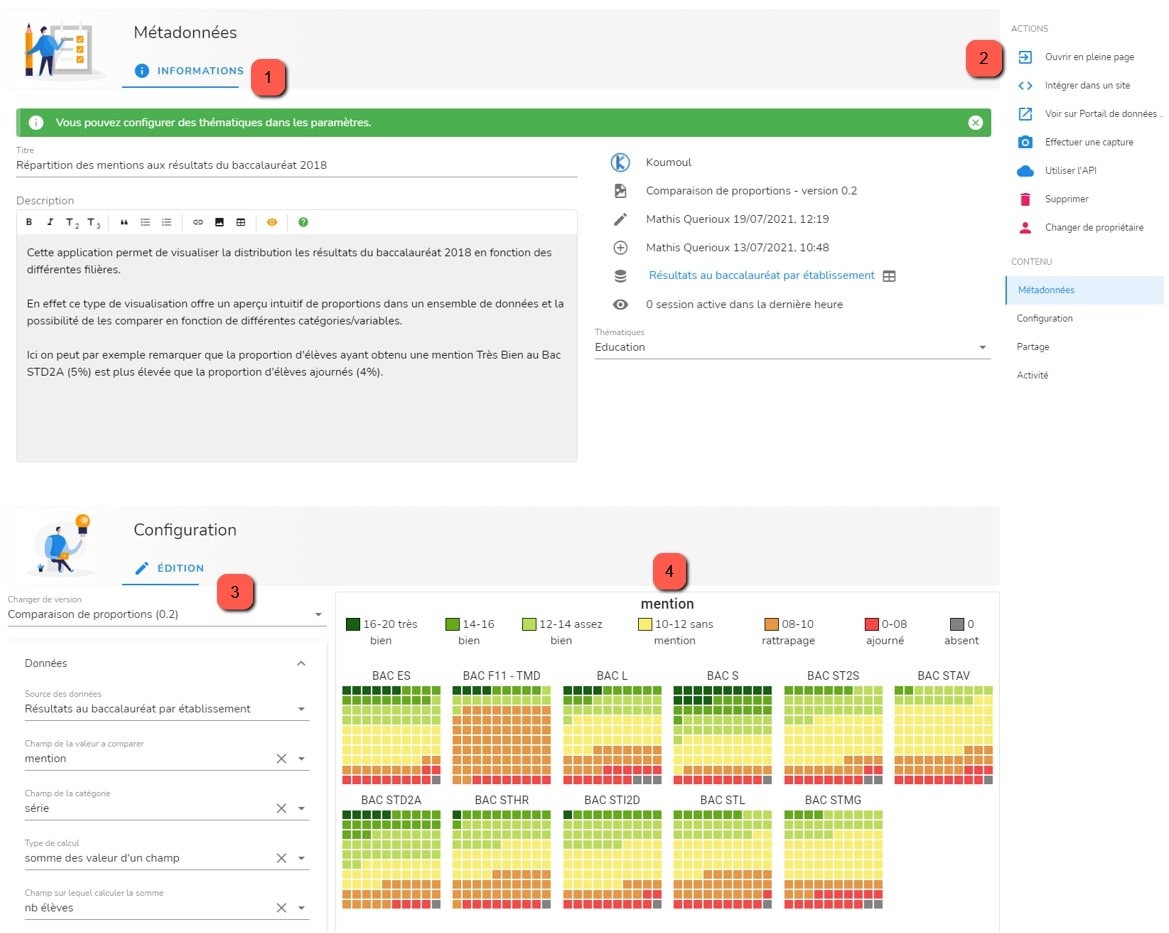 Métadonnées
INFORMATIONS
1
Vous pouvez configurer des thématiques dans les paramètres.
Titre
Répartition des mentions aux résultats du baccalauréat 2018
Description
B I T2 T3
Cette application permet de visualiser la distribution les résultats du baccalauréat 2018 en fonction des
différentes filières.
En effet ce type de visualisation offre un aperçu intuitif de proportions dans un ensemble de données et la
possibilité de les comparer en fonction de différentes catégories/variables.
Ici on peut par exemple remarquer que la proportion d'élèves ayant obtenu une mention Très Bien au Bac
STD2A (5%) est plus élevée que la proportion d'élèves ajournés (4%).
Koumoul
Comparaison de proportions - version 0.2
Mathis Querioux 19/07/2021, 12:19
Mathis Querioux 13/07/2021, 10:48
Résultats au baccalauréat par établissement
0 session active dans la dernière heure
Thématiques
Education
2
ACTIONS
Ouvrir en pleine page
Intégrer dans un site
Voir sur Portail de données ...
Effectuer une capture
Utiliser l'API
Supprimer
Changer de propriétaire
CONTENU
Métadonnées
Configuration
Partage
Activité
Configuration
ÉDITION
3
Changer de version
Comparaison de proportions (0.2)
Données
Source des données
Résultats au baccalauréat par établissement
Champ de la valeur a comparer
mention
Champ de la catégorie
série
Type de calcul
somme des valeur d'un champ
Champ sur lequel calculer la somme
nb élèves
4
mention
16-20 très bien
14-16 bien
12-14 assez bien
10-12 sans mention
08-10 rattrapage
0-08 ajourné
0 absent
BAC ES BAC F11 - TMD BAC L BAC S BAC ST2S BAC STAV
BAC STD2A BAC STHR BAC STI2D BAC STL BAC STMG